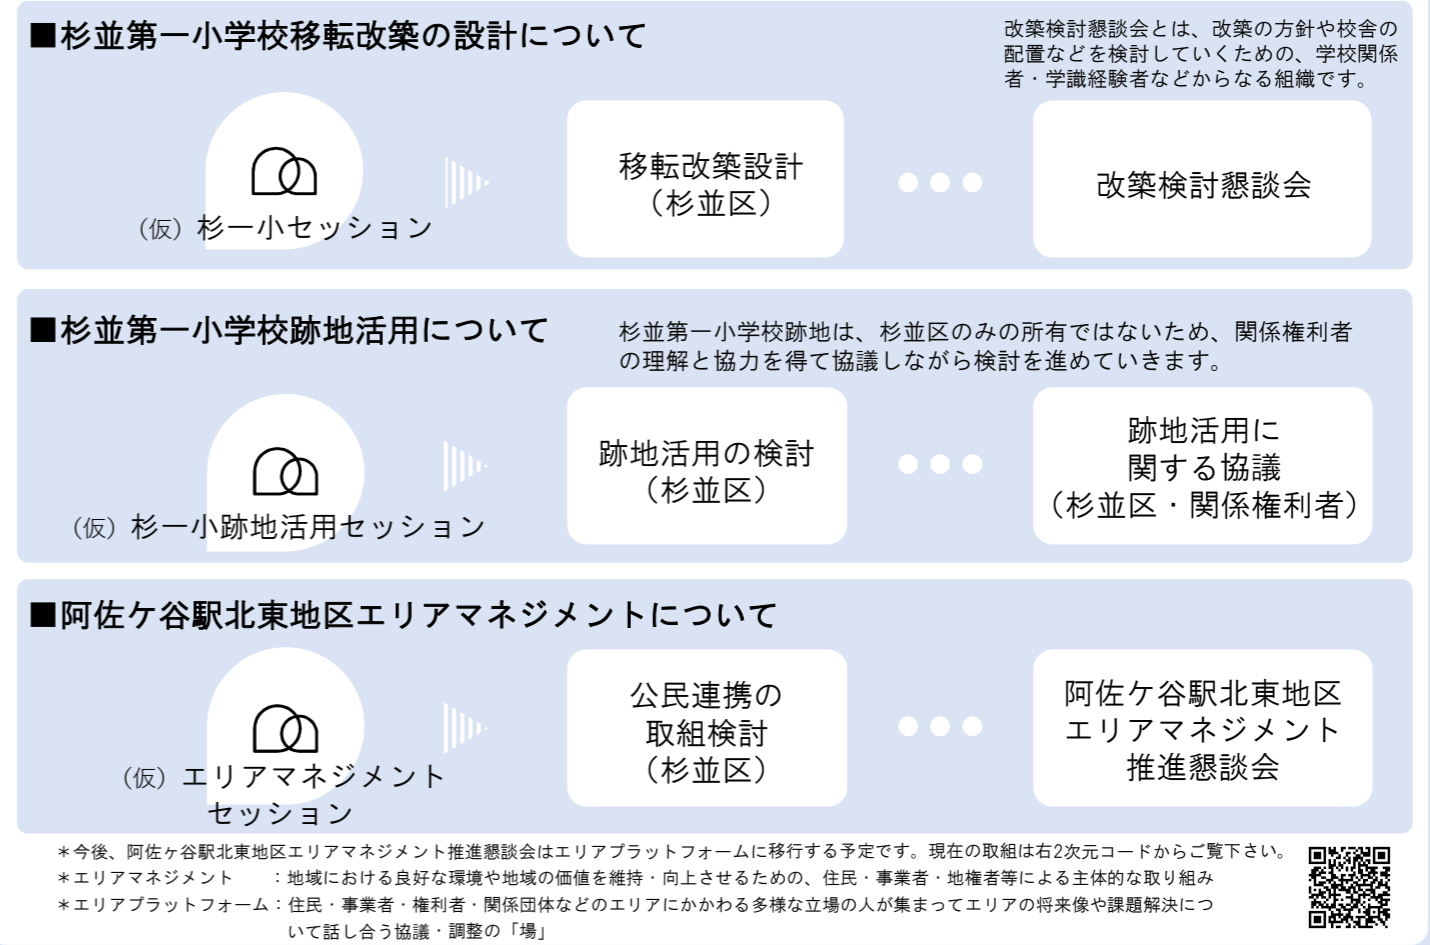 ■杉並第一小学校移転改築の設計について
改築検討懇談会とは、改築の方針や校舎の
配置などを検討していくための、学校関係
者・学識経験者などからなる組織です。
（仮）杉一小セッション
移転改築設計
（杉並区）
改築検討懇談会
■杉並第一小学校跡地活用について
杉並第一小学校跡地は、杉並区のみの所有ではないため、関係権利者
の理解と協力を得て協議しながら検討を進めていきます。
（仮）杉一小跡地活用セッション
跡地活用の検討
（杉並区）
跡地活用に
関する協議
（杉並区・関係権利者）
■阿佐ケ谷駅北東地区エリアマネジメントについて
（仮）エリアマネジメント
セッション
公民連携の
取組検討
（杉並区）
阿佐ケ谷駅北東地区
エリアマネジメント
推進懇談会
＊今後、阿佐ヶ谷駅北東地区エリアマネジメント推進懇談会はエリアプラットフォームに移行する予定です。現在の取組は右2次元コードからご覧下さい。
＊エリアマネジメント　　：地域における良好な環境や地域の価値を維持・向上させるための、住民・事業者・地権者等による主体的な取り組み
＊エリアプラットフォーム：住民・事業者・権利者・関係団体などのエリアにかかわる多様な立場の人が集まってエリアの将来像や課題解決につ
いて話し合う協議・調整の「場」